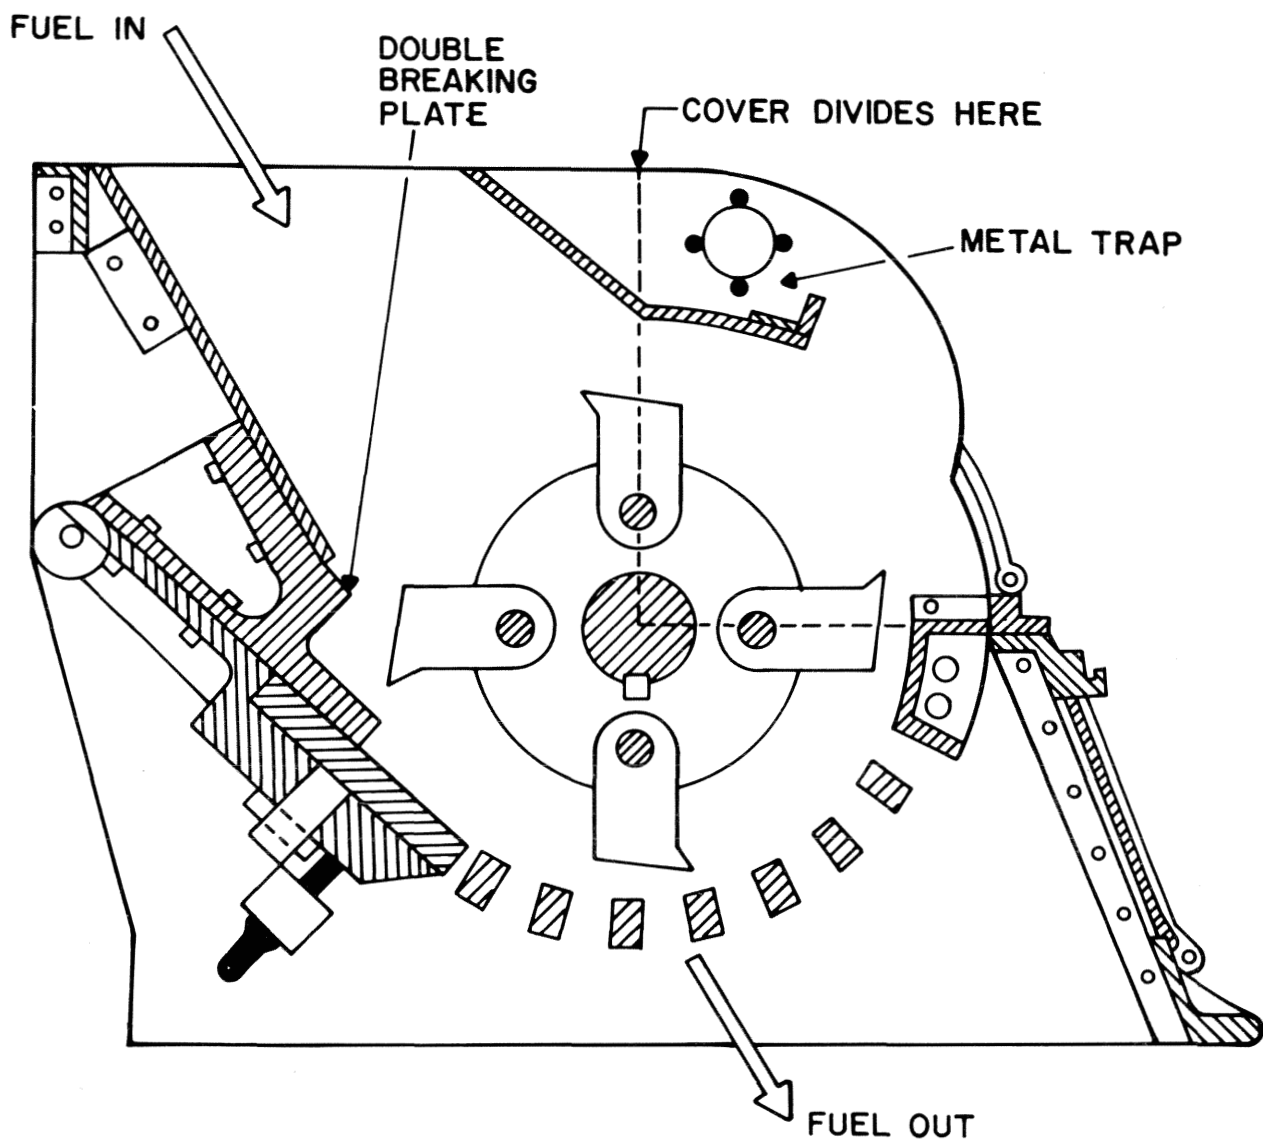 FUEL IN
DOUBLE
BREAKING
PLATE
COVER DIVIDES HERE
METAL TRAP
FUEL OUT